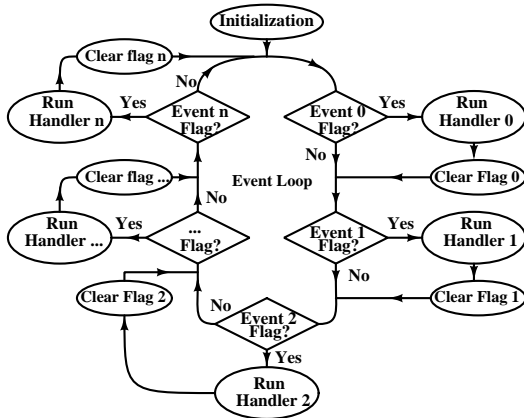 Initialization
Clear flag n
No
Run
Handler n
Yes
Event n
Flag?
Event 0
Flag?
Yes
Run
Handler 0
No
Clear Flag 0
Event Loop
Clear flag ...
No
Run
Handler ...
Yes
...
Flag?
Event 1
Flag?
Yes
Run
Handler 1
No
Clear Flag 1
Clear Flag 2
No
Event 2
Flag?
Yes
Run
Handler 2